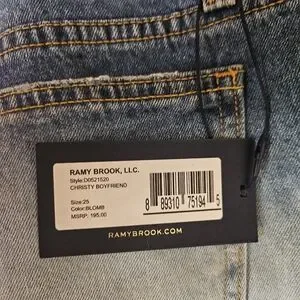 RAMY BROOK, LLC.
Style:D0521520
CHRISTY BOYFRIEND
Size:25
Color:BLOMB
MSRP: 195.00
8 89310 75194 5
RAMYBROOK.COM